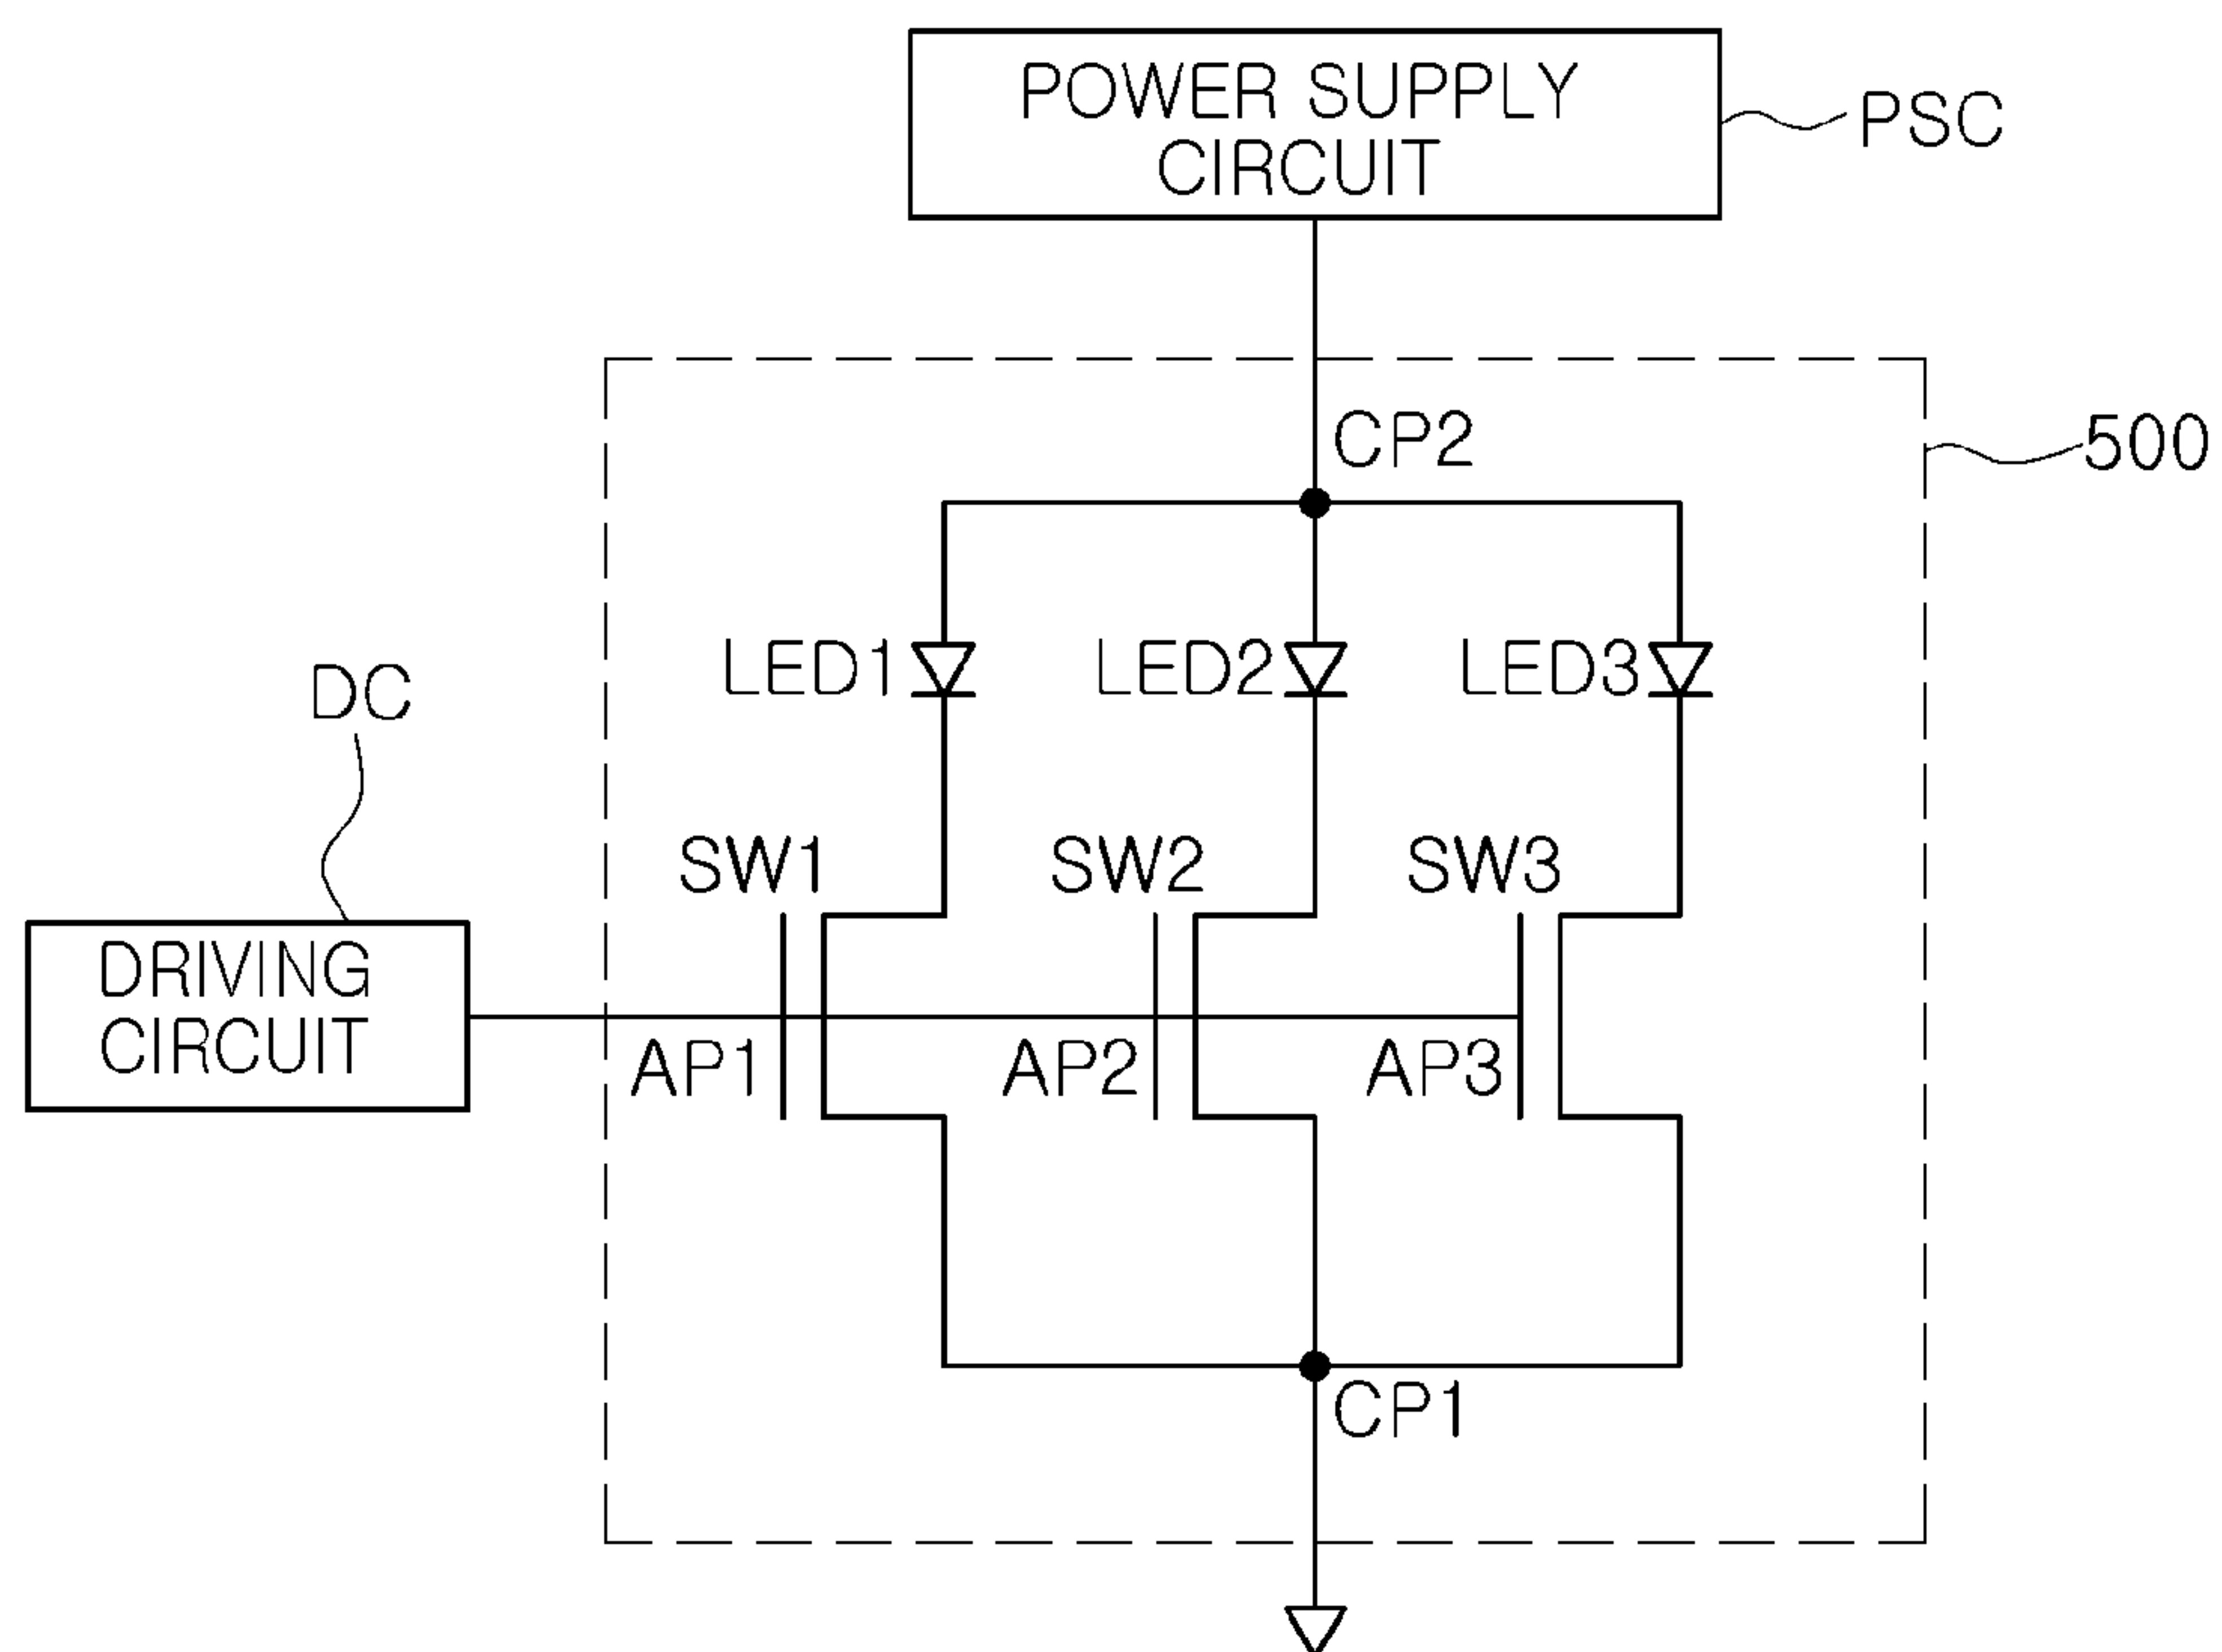 POWER SUPPLY
CIRCUIT
PSC
CP2
500
LED1
LED2
LED3
DC
SW1
SW2
SW3
DRIVING
CIRCUIT
AP1
AP2
AP3
CP1